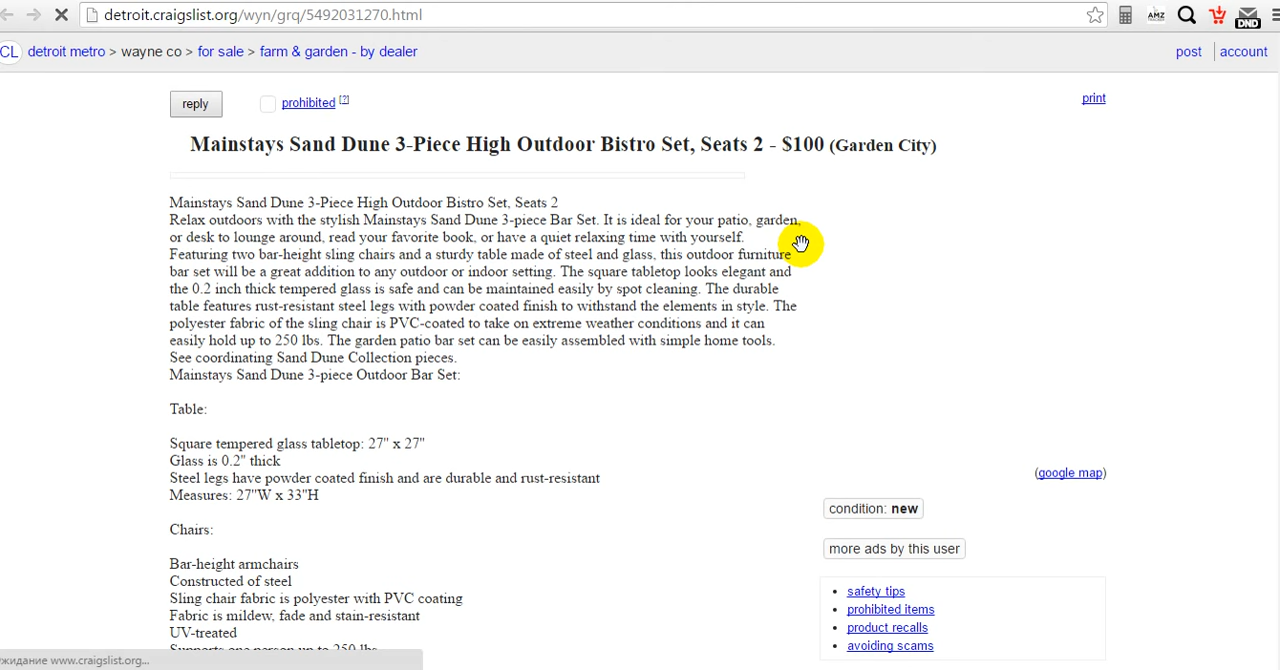 detroit.craigslist.org/wyn/grq/5492031270.html
AMZ
DND
CL detroit metro > wayne co > for sale > farm & garden - by dealer
post account
reply prohibited [?] print
Mainstays Sand Dune 3-Piece High Outdoor Bistro Set, Seats 2 - $100 (Garden City)
Mainstays Sand Dune 3-Piece High Outdoor Bistro Set, Seats 2
Relax outdoors with the stylish Mainstays Sand Dune 3-piece Bar Set. It is ideal for your patio, garden,
or desk to lounge around, read your favorite book, or have a quiet relaxing time with yourself.
Featuring two bar-height sling chairs and a sturdy table made of steel and glass, this outdoor furniture
bar set will be a great addition to any outdoor or indoor setting. The square tabletop looks elegant and
the 0.2 inch thick tempered glass is safe and can be maintained easily by spot cleaning. The durable
table features rust-resistant steel legs with powder coated finish to withstand the elements in style. The
polyester fabric of the sling chair is PVC-coated to take on extreme weather conditions and it can
easily hold up to 250 lbs. The garden patio bar set can be easily assembled with simple home tools.
See coordinating Sand Dune Collection pieces.
Mainstays Sand Dune 3-piece Outdoor Bar Set:
Table:
Square tempered glass tabletop: 27" x 27"
Glass is 0.2" thick
Steel legs have powder coated finish and are durable and rust-resistant
Measures: 27"W x 33"H
Chairs:
Bar-height armchairs
Constructed of steel
Sling chair fabric is polyester with PVC coating
Fabric is mildew, fade and stain-resistant
UV-treated
Supports one person up to 250 lbs
(google map)
condition: new
more ads by this user
• safety tips
• prohibited items
• product recalls
• avoiding scams
жидание www.craigslist.org...